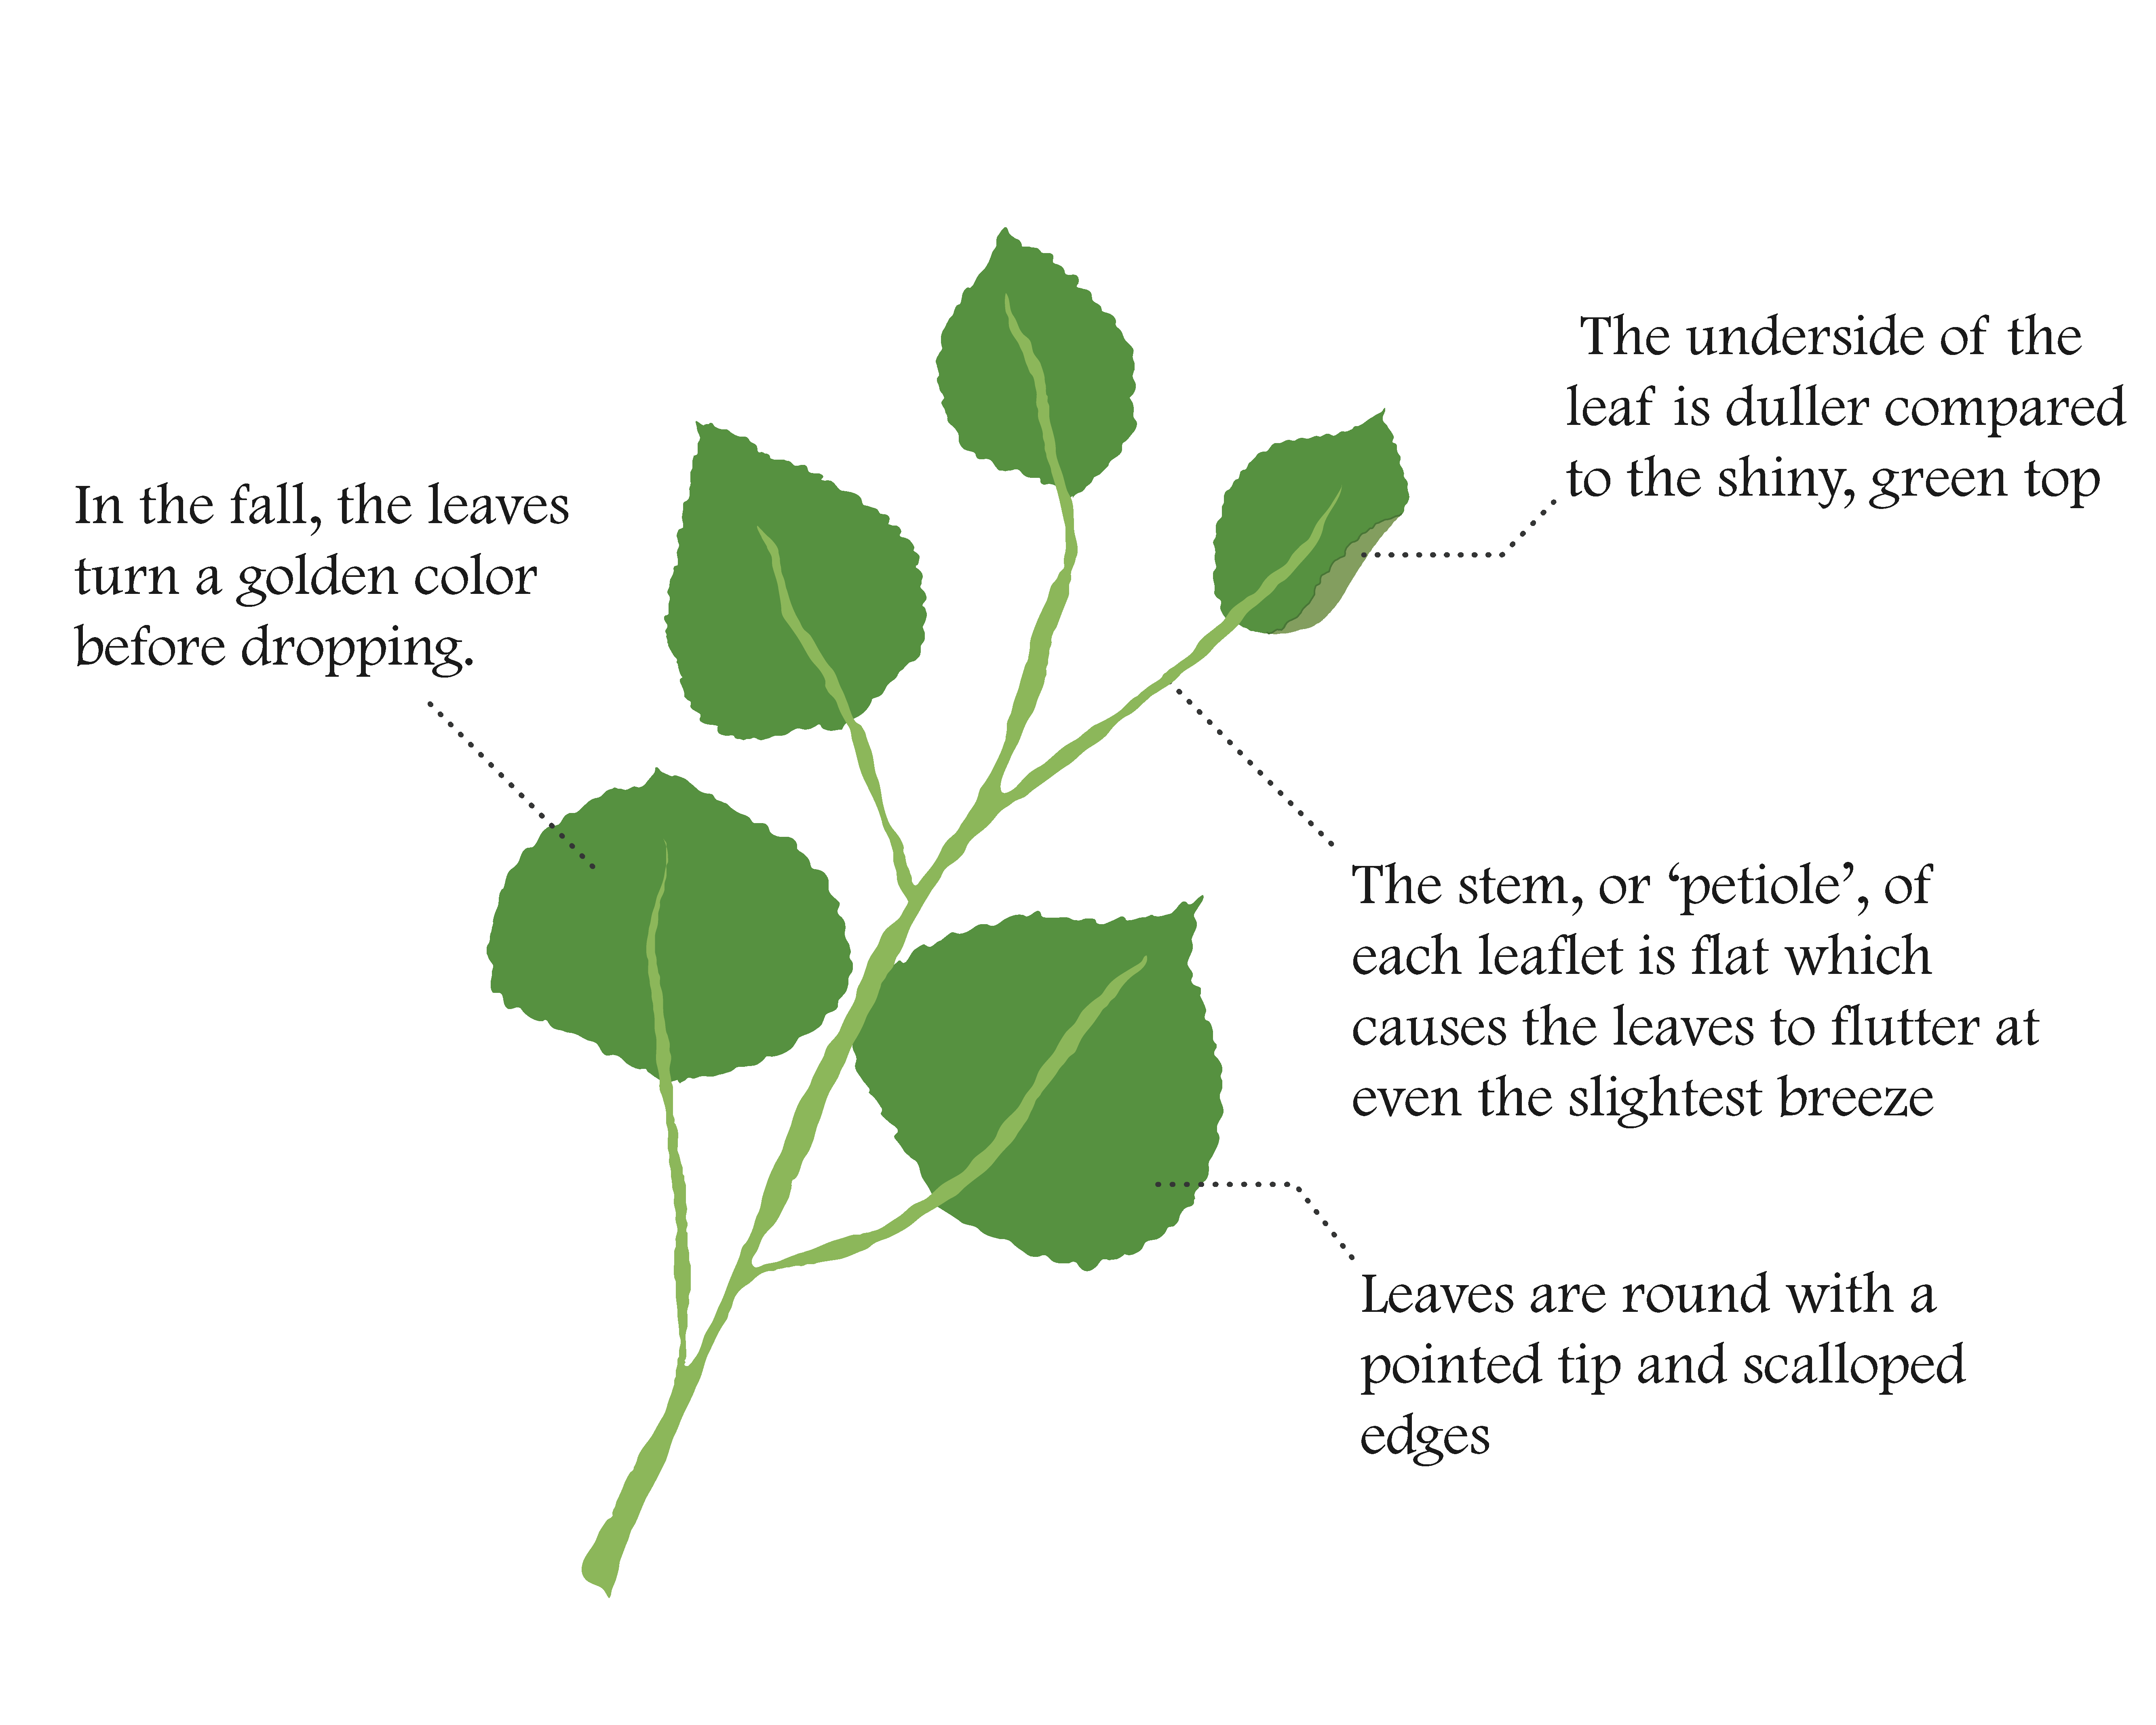 The underside of the
leaf is duller compared
to the shiny, green top
In the fall, the leaves
turn a golden color
before dropping.
The stem, or ‘petiole’, of
each leaflet is flat which
causes the leaves to flutter at
even the slightest breeze
Leaves are round with a
pointed tip and scalloped
edges